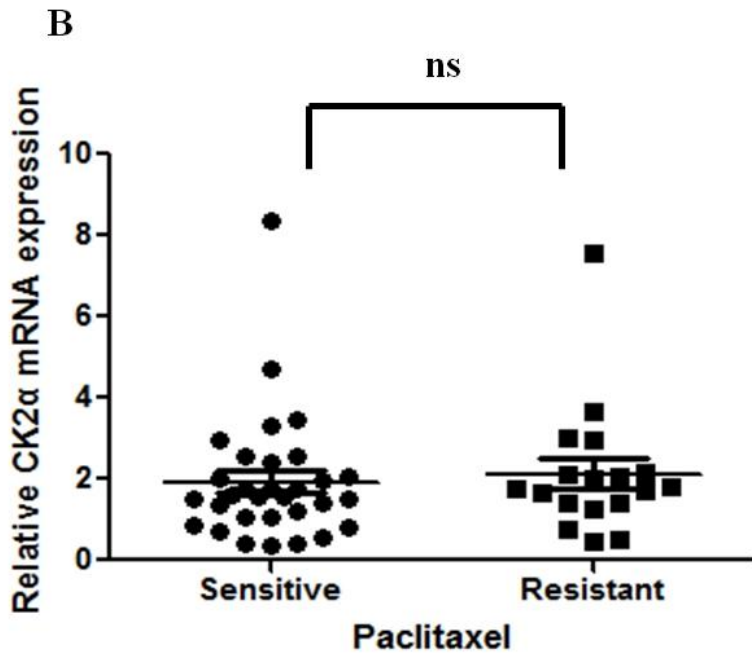 B
ns
Relative CK2α mRNA expression
10
8
6
4
2
0
Sensitive
Resistant
Paclitaxel